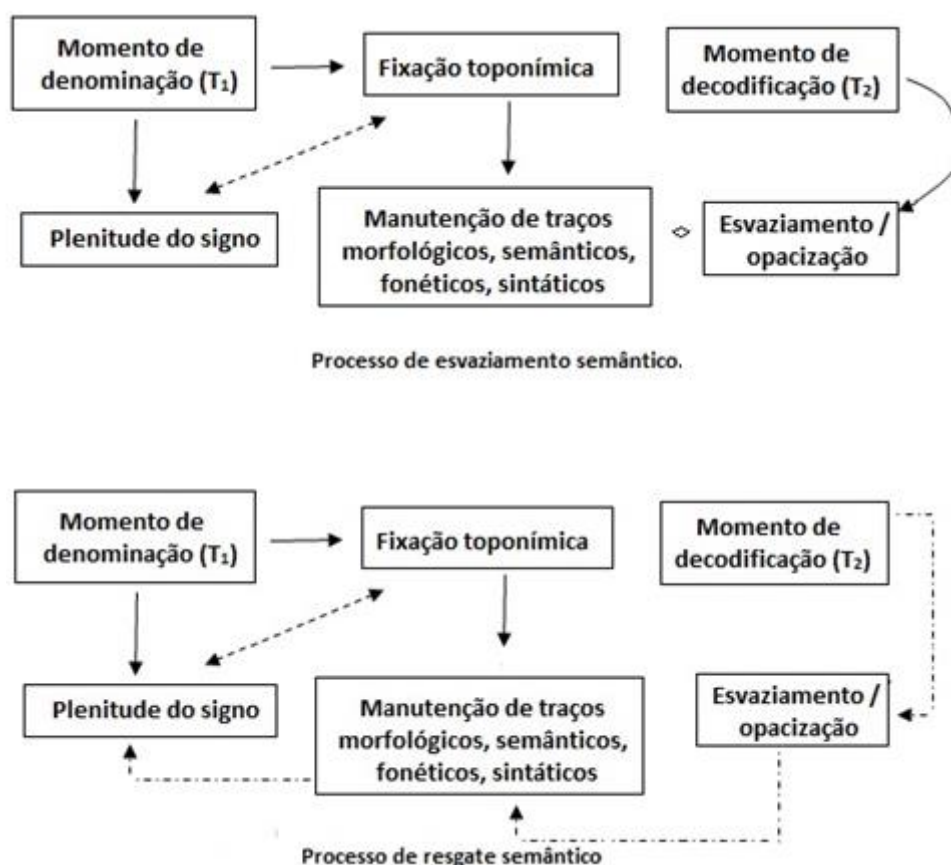 Momento de
denominação (T₁)
Fixação toponímica
Momento de
decodificação (T₂)
Plenitude do signo
Manutenção de traços
morfológicos, semânticos,
fonéticos, sintáticos
Esvaziamento /
opacização
Processo de esvaziamento semântico.
Momento de
denominação (T₁)
Fixação toponímica
Momento de
decodificação (T₂)
Plenitude do signo
Manutenção de traços
morfológicos, semânticos,
fonéticos, sintáticos
Esvaziamento /
opacização
Processo de resgate semântico